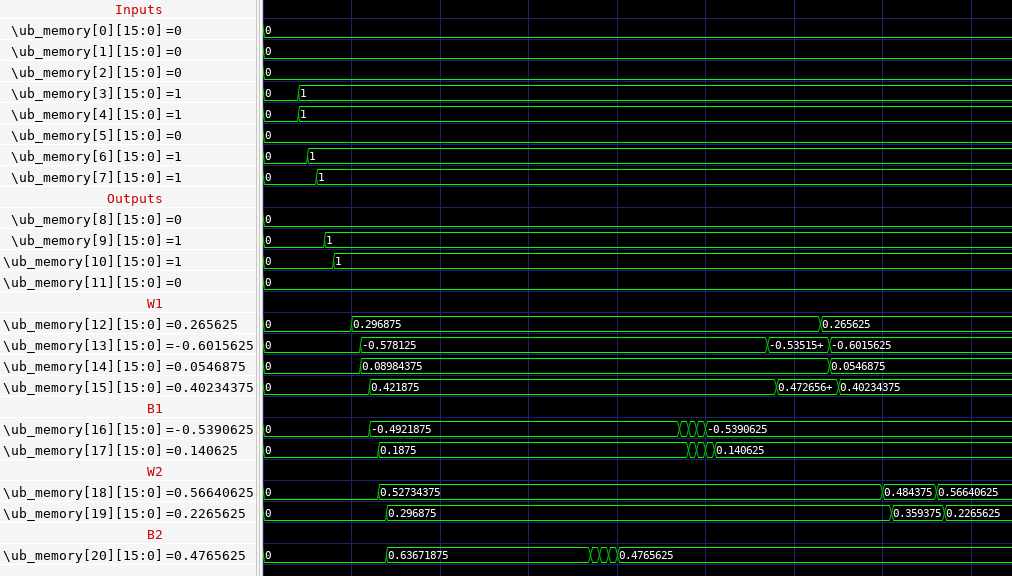 Inputs
\ub_memory[0][15:0] =0 0
\ub_memory[1][15:0] =0 0
\ub_memory[2][15:0] =0 0
\ub_memory[3][15:0] =1 0 1
\ub_memory[4][15:0] =1 0 1
\ub_memory[5][15:0] =0 0
\ub_memory[6][15:0] =1 0 1
\ub_memory[7][15:0] =1 0 1
Outputs
\ub_memory[8][15:0] =0 0
\ub_memory[9][15:0] =1 0 1
\ub_memory[10][15:0] =1 0 1
\ub_memory[11][15:0] =0 0
W1
\ub_memory[12][15:0] =0.265625 0 0.296875 0.265625
\ub_memory[13][15:0] =-0.6015625 0 -0.578125 -0.53515+ -0.6015625
\ub_memory[14][15:0] =0.0546875 0 0.08984375 0.0546875
\ub_memory[15][15:0] =0.40234375 0 0.421875 0.472656+ 0.40234375
B1
\ub_memory[16][15:0] =-0.5390625 0 -0.4921875 -0.5390625
\ub_memory[17][15:0] =0.140625 0 0.1875 0.140625
W2
\ub_memory[18][15:0] =0.56640625 0 0.52734375 0.484375 0.56640625
\ub_memory[19][15:0] =0.2265625 0 0.296875 0.359375 0.2265625
B2
\ub_memory[20][15:0] =0.4765625 0 0.63671875 0.4765625